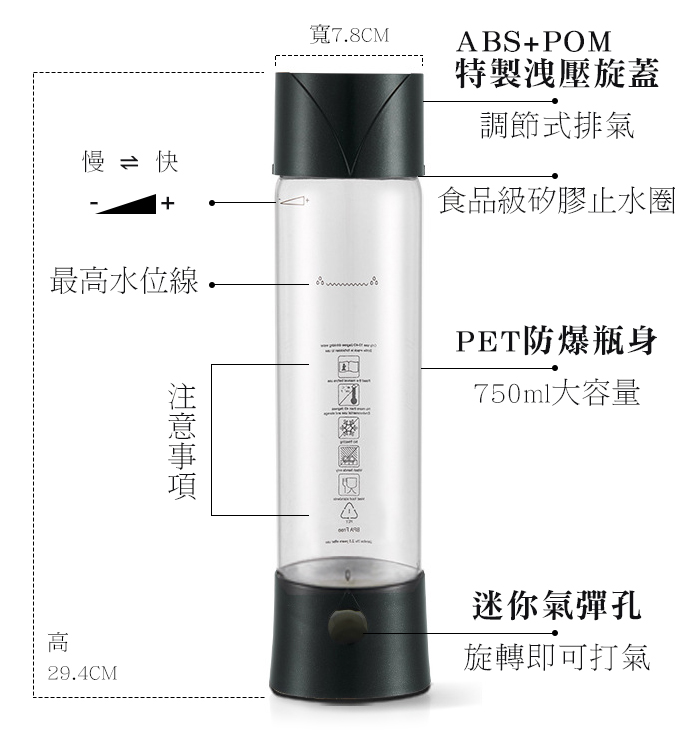 寬7.8CM
ABS+POM
特製洩壓旋蓋
調節式排氣
慢 ⇌ 快
- +
食品級矽膠止水圈
最高水位線
PET防爆瓶身
750ml大容量
注意事項
BPA Free
迷你氣彈孔
旋轉即可打氣
高
29.4CM